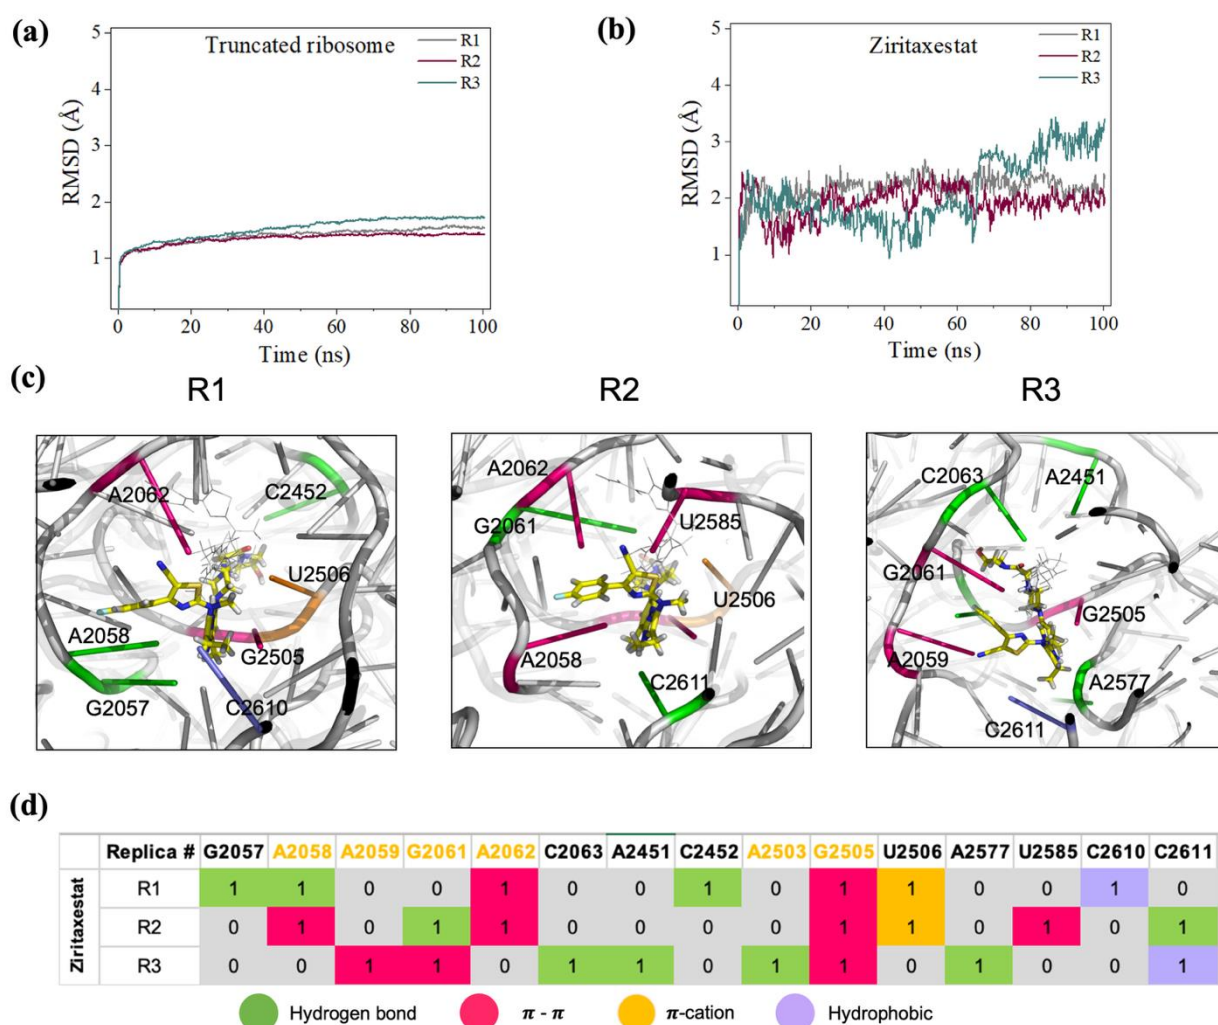 (a)
Truncated ribosome
R1
R2
R3
5
4
3
2
1
RMSD (Å)
0 20 40 60 80 100
Time (ns)
(b)
Ziritaxestat
R1
R2
R3
5
4
3
2
1
RMSD (Å)
0 20 40 60 80 100
Time (ns)
(c)
R1
A2062
C2452
U2506
A2058
G2505
G2057
C2610
R2
A2062
G2061
U2585
U2506
A2058
C2611
R3
C2063
A2451
G2061
G2505
A2059
A2577
C2611
(d)
Ziritaxestat
Replica # G2057 A2058 A2059 G2061 A2062 C2063 A2451 C2452 A2503 G2505 U2506 A2577 U2585 C2610 C2611
R1 1 1 0 0 1 0 0 1 0 1 1 0 0 1 0
R2 0 1 0 1 1 0 0 0 0 1 1 0 1 0 1
R3 0 0 1 1 0 1 1 0 1 1 0 1 0 0 1
Hydrogen bond π - π π-cation Hydrophobic